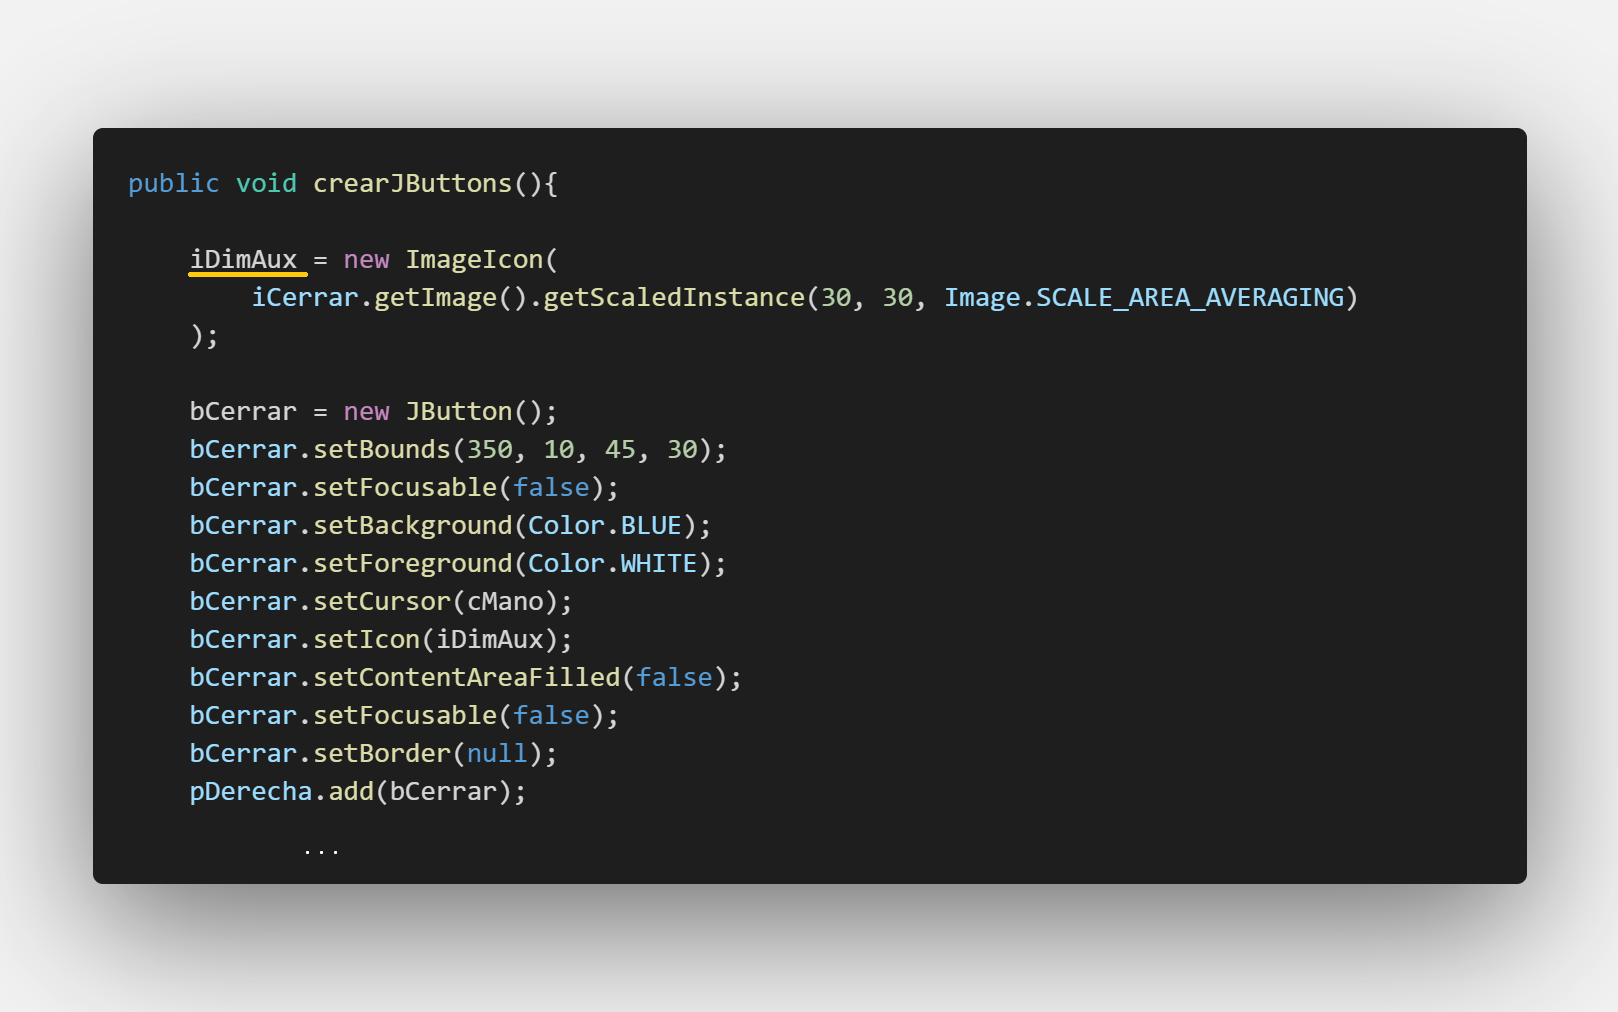 public void crearJButtons(){
iDimAux = new ImageIcon(
iCerrar.getImage().getScaledInstance(30, 30, Image.SCALE_AREA_AVERAGING)
);
bCerrar = new JButton();
bCerrar.setBounds(350, 10, 45, 30);
bCerrar.setFocusable(false);
bCerrar.setBackground(Color.BLUE);
bCerrar.setForeground(Color.WHITE);
bCerrar.setCursor(cMano);
bCerrar.setIcon(iDimAux);
bCerrar.setContentAreaFilled(false);
bCerrar.setFocusable(false);
bCerrar.setBorder(null);
pDerecha.add(bCerrar);
...